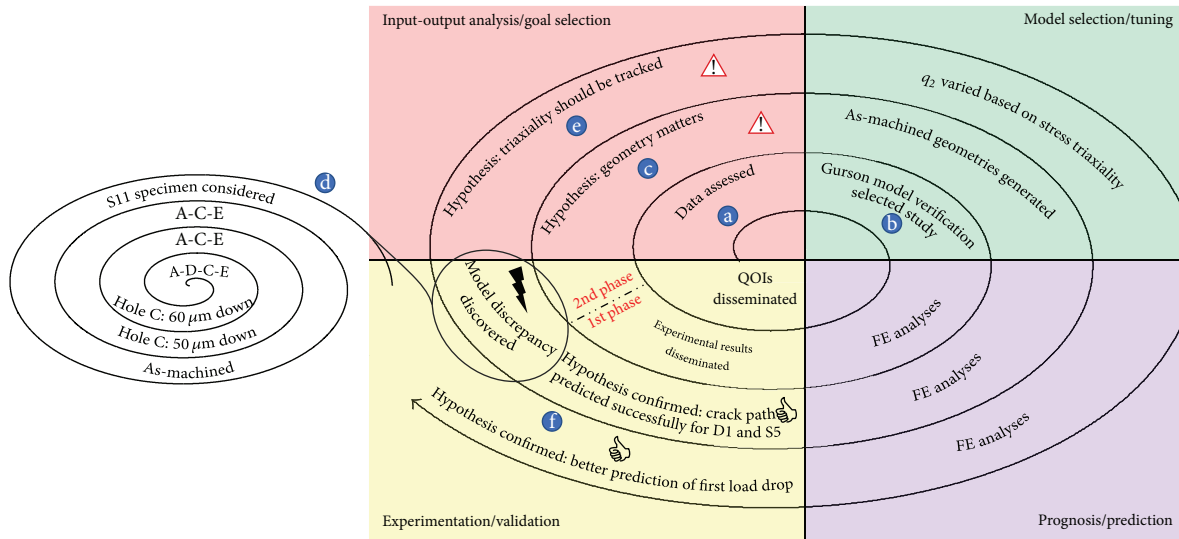 Input-output analysis/goal selection
Model selection/tuning
Hypothesis: triaxiality should be tracked
Hypothesis: geometry matters
Data assessed
q2 varied based on stress triaxiality
As-machined geometries generated
Gurson model verification
selected study
a
b
c
d
e
f
S11 specimen considered
A-C-E
A-C-E
A-D-C-E
Hole C: 60 μm down
Hole C: 50 μm down
As-machined
Model discrepancy
discovered
2nd phase
1st phase
QOIs
disseminated
Experimental results
disseminated
Hypothesis confirmed: crack path
predicted successfully for D1 and S5
Hypothesis confirmed: better prediction of first load drop
FE analyses
FE analyses
FE analyses
Experimentation/validation
Prognosis/prediction